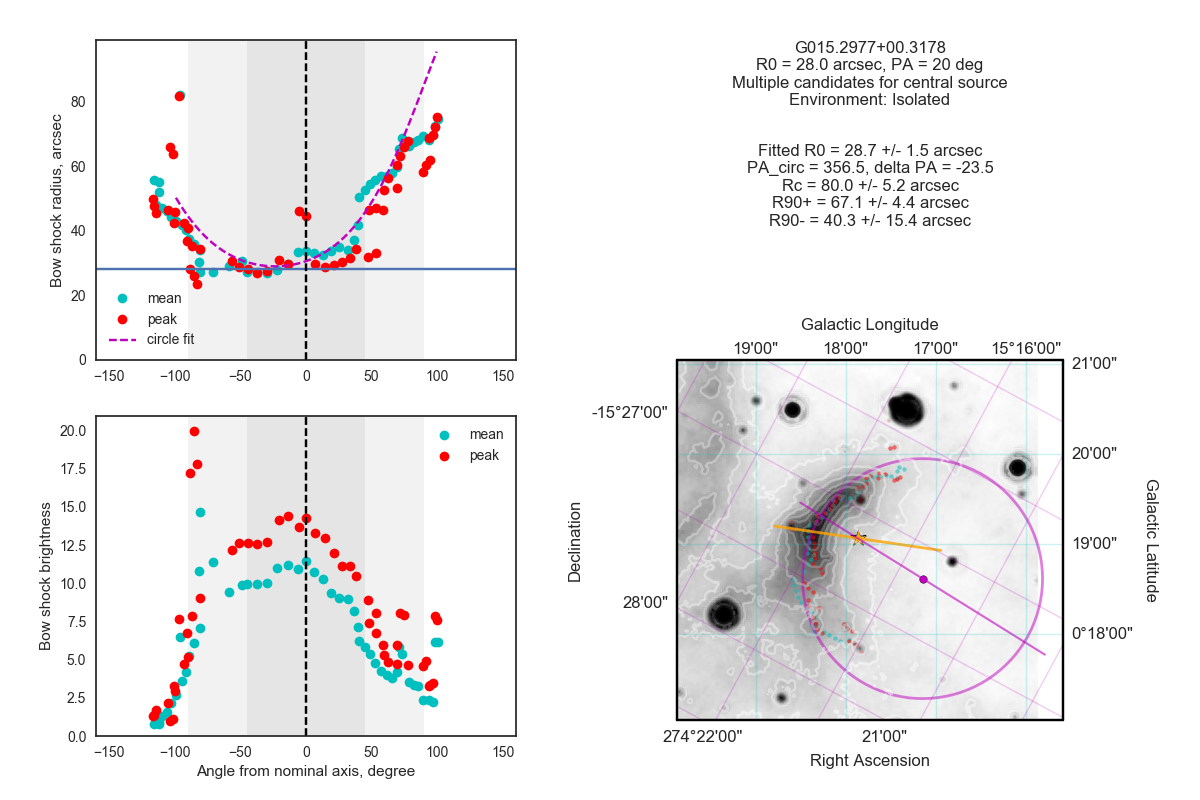 80
60
40
20
0
−150
−100
−50
0
50
100
150
Bow shock radius, arcsec
mean
peak
circle fit
20.0
17.5
15.0
12.5
10.0
7.5
5.0
2.5
0.0
−150
−100
−50
0
50
100
150
Bow shock brightness
Angle from nominal axis, degree
mean
peak
G015.2977+00.3178
R0 = 28.0 arcsec, PA = 20 deg
Multiple candidates for central source
Environment: Isolated
Fitted R0 = 28.7 +/- 1.5 arcsec
PA_circ = 356.5, delta PA = -23.5
Rc = 80.0 +/- 5.2 arcsec
R90+ = 67.1 +/- 4.4 arcsec
R90- = 40.3 +/- 15.4 arcsec
Galactic Longitude
19'00"
18'00"
17'00"
15°16'00"
21'00"
20'00"
19'00"
0°18'00"
Galactic Latitude
-15°27'00"
28'00"
Declination
274°22'00"
21'00"
Right Ascension